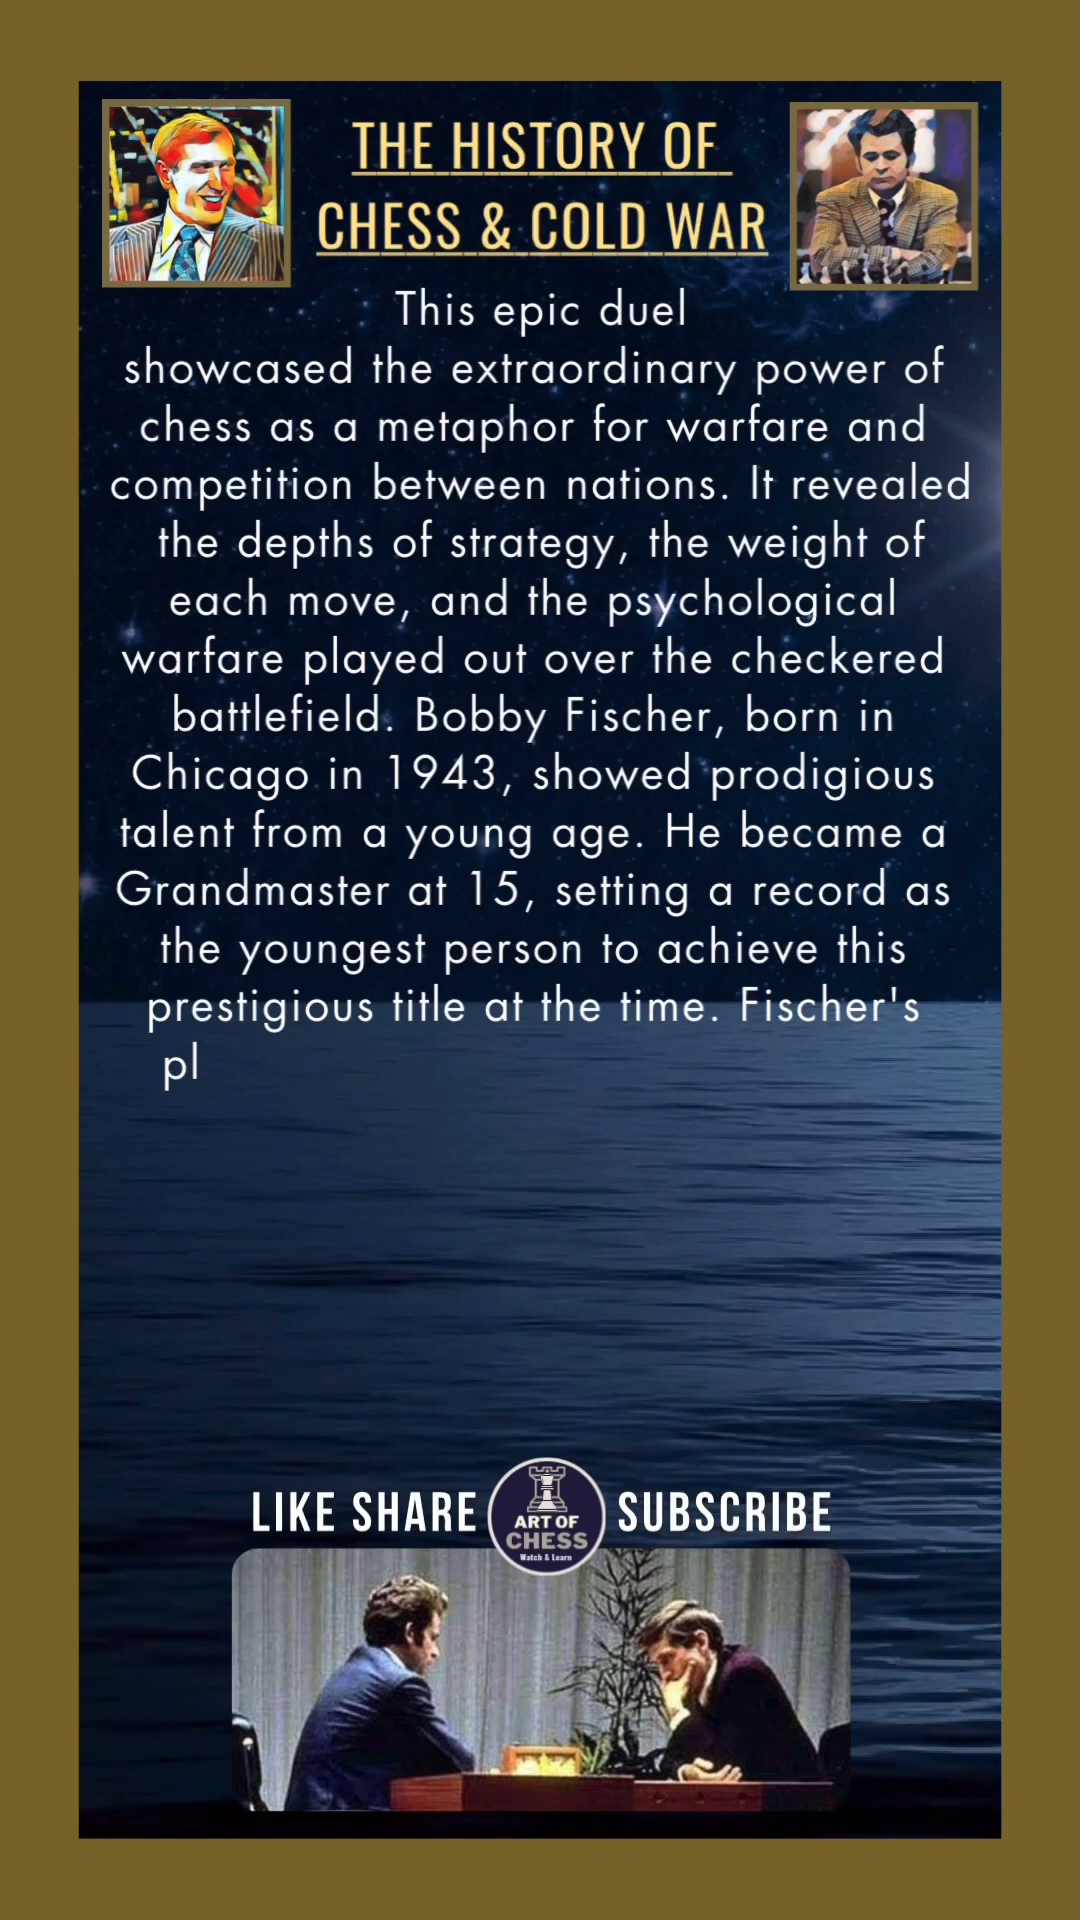 THE HISTORY OF
CHESS & COLD WAR
This epic duel
showcased the extraordinary power of
chess as a metaphor for warfare and
competition between nations. It revealed
the depths of strategy, the weight of
each move, and the psychological
warfare played out over the checkered
battlefield. Bobby Fischer, born in
Chicago in 1943, showed prodigious
talent from a young age. He became a
Grandmaster at 15, setting a record as
the youngest person to achieve this
prestigious title at the time. Fischer's
pl
LIKE SHARE
ART OF
CHESS
Watch & Learn
SUBSCRIBE